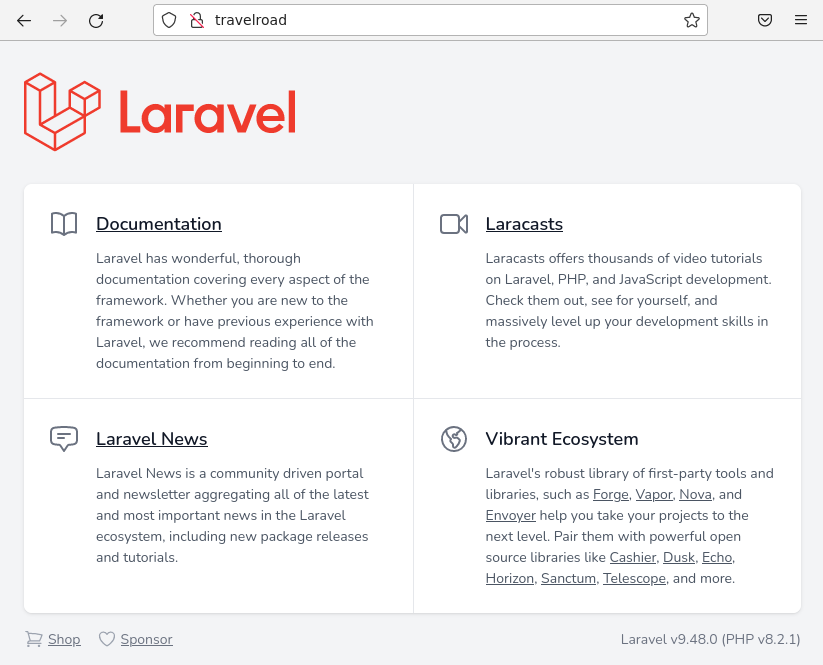 travelroad
Laravel
Documentation
Laravel has wonderful, thorough
documentation covering every aspect of the
framework. Whether you are new to the
framework or have previous experience with
Laravel, we recommend reading all of the
documentation from beginning to end.
Laracasts
Laracasts offers thousands of video tutorials
on Laravel, PHP, and JavaScript development.
Check them out, see for yourself, and
massively level up your development skills in
the process.
Laravel News
Laravel News is a community driven portal
and newsletter aggregating all of the latest
and most important news in the Laravel
ecosystem, including new package releases
and tutorials.
Vibrant Ecosystem
Laravel's robust library of first-party tools and
libraries, such as Forge, Vapor, Nova, and
Envoyer help you take your projects to the
next level. Pair them with powerful open
source libraries like Cashier, Dusk, Echo,
Horizon, Sanctum, Telescope, and more.
Shop Sponsor Laravel v9.48.0 (PHP v8.2.1)